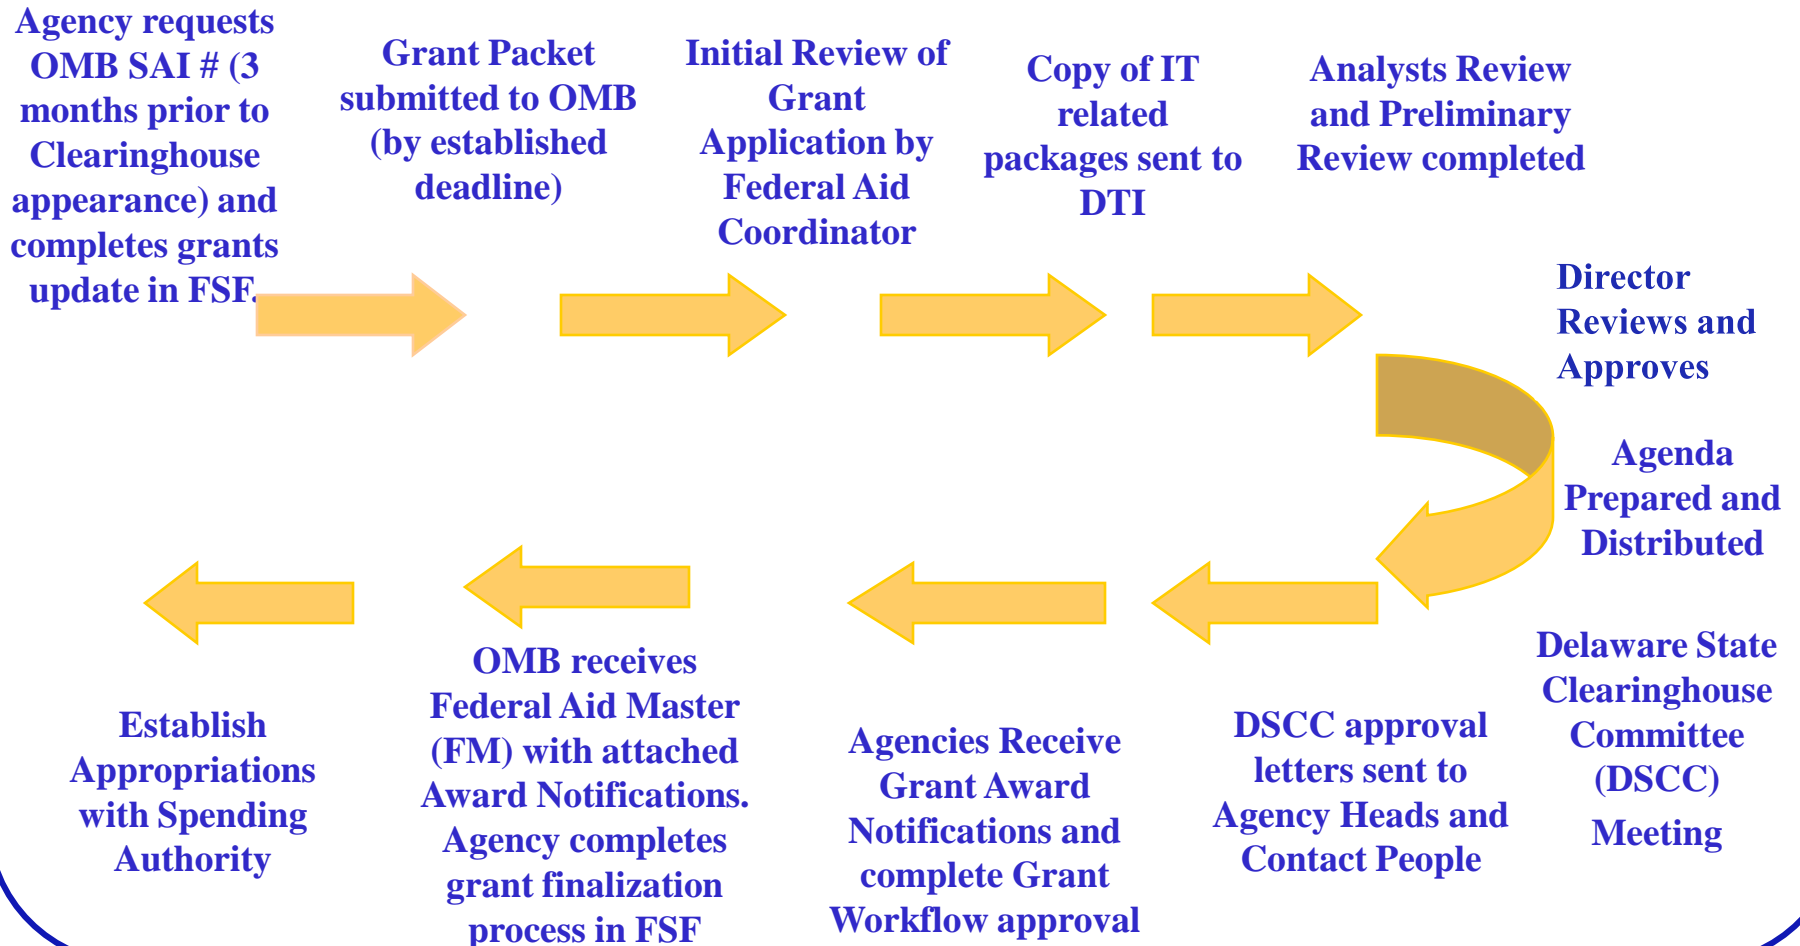 Agency requests
OMB SAI # (3
months prior to
Clearinghouse
appearance) and
completes grants
update in FSF.
Grant Packet
submitted to OMB
(by established
deadline)
Initial Review of
Grant
Application by
Federal Aid
Coordinator
Copy of IT
related
packages sent to
DTI
Analysts Review
and Preliminary
Review completed
Director
Reviews and
Approves
Agenda
Prepared and
Distributed
Delaware State
Clearinghouse
Committee
(DSCC)
Meeting
DSCC approval
letters sent to
Agency Heads and
Contact People
Agencies Receive
Grant Award
Notifications and
complete Grant
Workflow approval
OMB receives
Federal Aid Master
(FM) with attached
Award Notifications.
Agency completes
grant finalization
process in FSF
Establish
Appropriations
with Spending
Authority